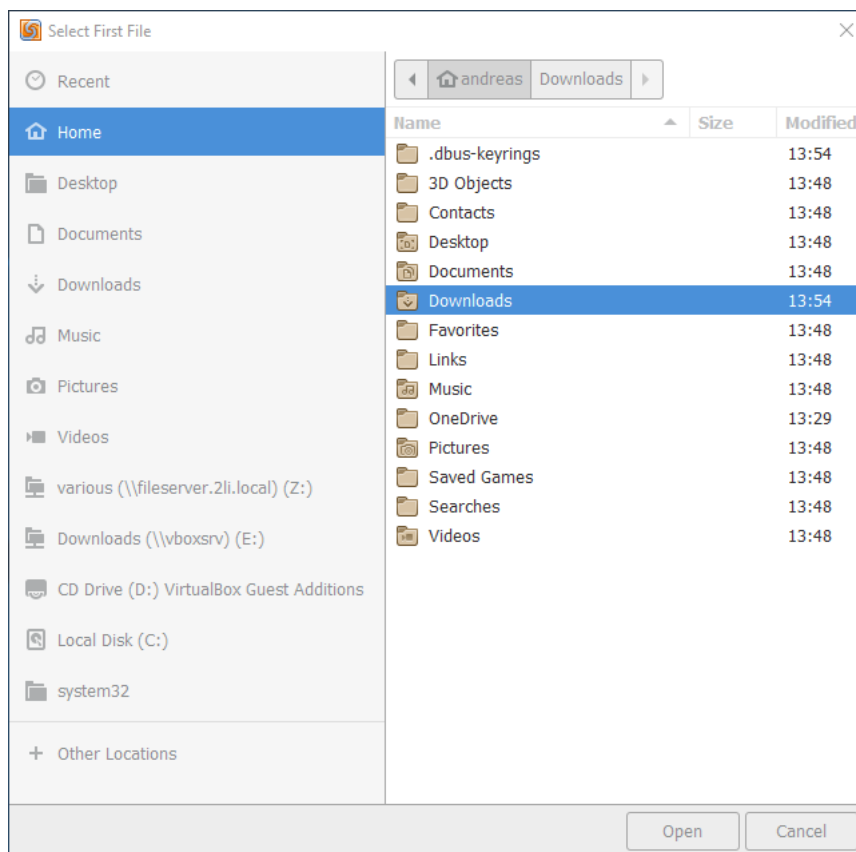 Select First File
Recent
Home
Desktop
Documents
Downloads
Music
Pictures
Videos
various (\\fileserver.2li.local) (Z:)
Downloads (\\vboxsrv) (E:)
CD Drive (D:) VirtualBox Guest Additions
Local Disk (C:)
system32
Other Locations
andreas Downloads
Name Size Modified
.dbus-keyrings 13:54
3D Objects 13:48
Contacts 13:48
Desktop 13:48
Documents 13:48
Downloads 13:54
Favorites 13:48
Links 13:48
Music 13:48
OneDrive 13:29
Pictures 13:48
Saved Games 13:48
Searches 13:48
Videos 13:48
Open Cancel